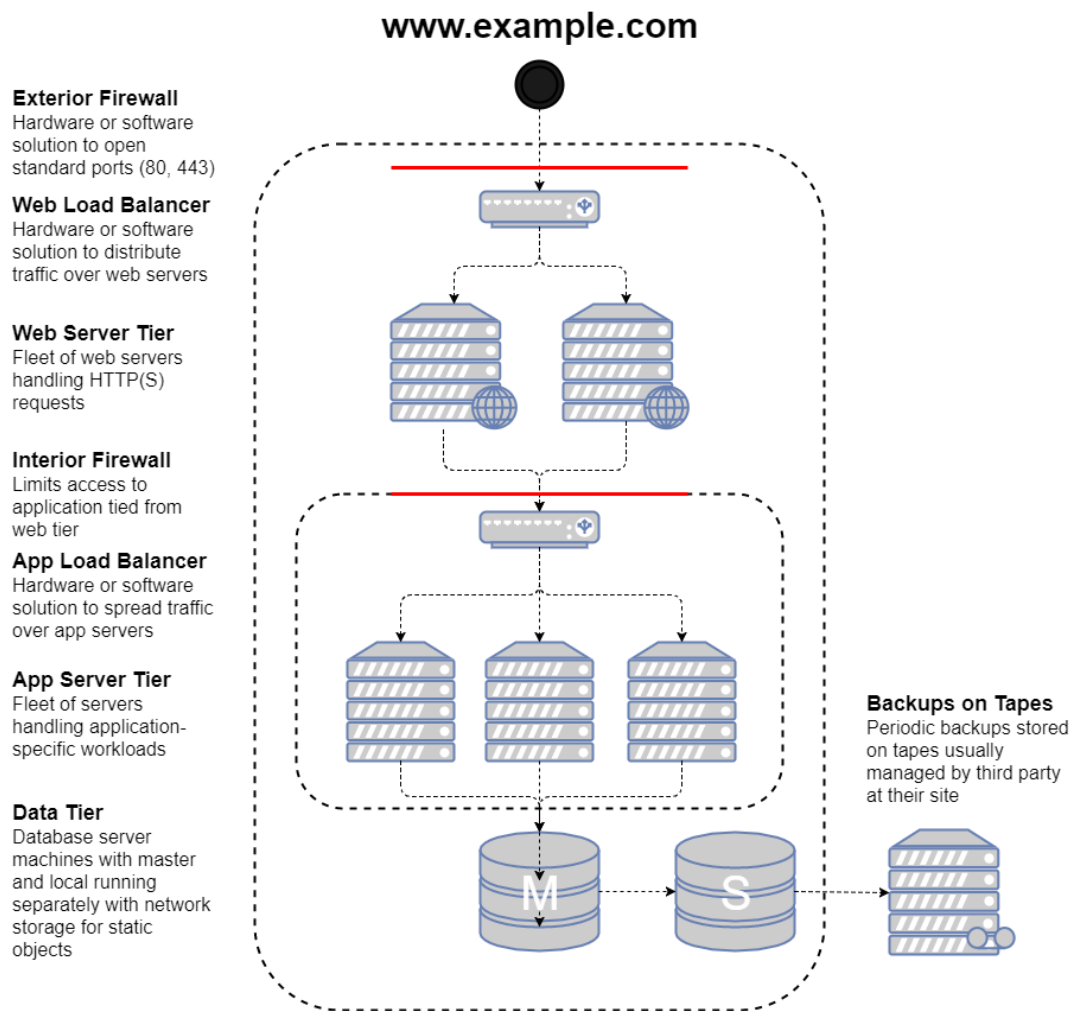 www.example.com
Exterior Firewall
Hardware or software
solution to open
standard ports (80, 443)
Web Load Balancer
Hardware or software
solution to distribute
traffic over web servers
Web Server Tier
Fleet of web servers
handling HTTP(S)
requests
Interior Firewall
Limits access to
application tied from
web tier
App Load Balancer
Hardware or software
solution to spread traffic
over app servers
App Server Tier
Fleet of servers
handling application-
specific workloads
Backups on Tapes
Periodic backups stored
on tapes usually
managed by third party
at their site
Data Tier
Database server
machines with master
and local running
separately with network
storage for static
objects
M
S